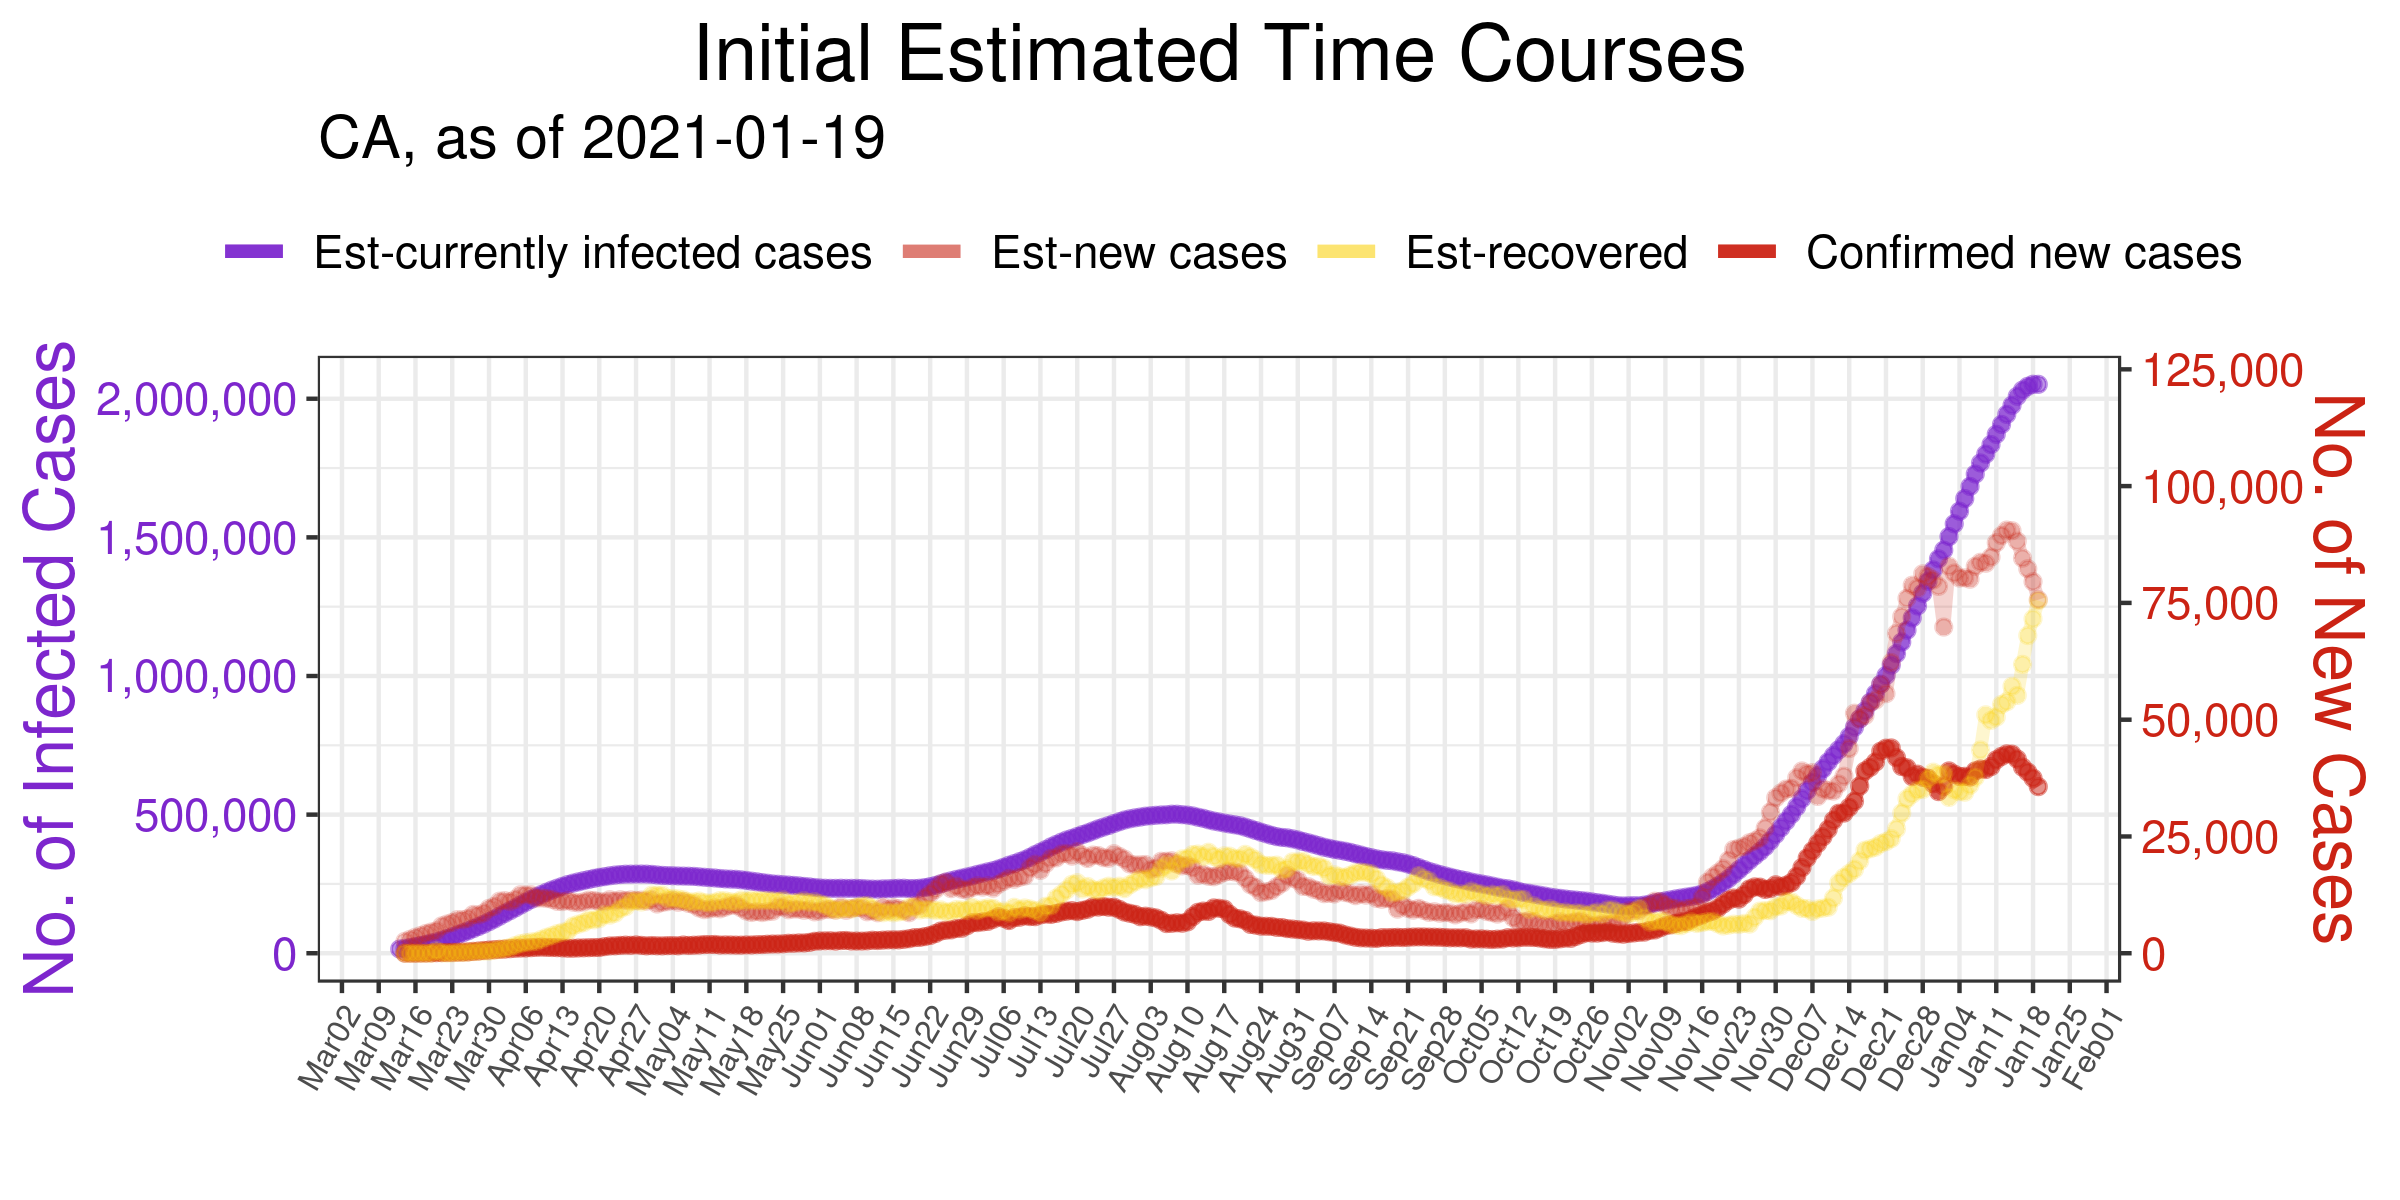 Initial Estimated Time Courses
CA, as of 2021-01-19
Est-currently infected cases Est-new cases Est-recovered Confirmed new cases
No. of Infected Cases
2,000,000
1,500,000
1,000,000
500,000
0
125,000
100,000
75,000
50,000
25,000
0
No. of New Cases
Mar02 Mar09 Mar16 Mar23 Mar30 Apr06 Apr13 Apr20 Apr27 May04 May11 May18 May25 Jun01 Jun08 Jun15 Jun22 Jun29 Jul06 Jul13 Jul20 Jul27 Aug03 Aug10 Aug17 Aug24 Aug31 Sep07 Sep14 Sep21 Sep28 Oct05 Oct12 Oct19 Oct26 Nov02 Nov09 Nov16 Nov23 Nov30 Dec07 Dec14 Dec21 Dec28 Jan04 Jan11 Jan18 Jan25 Feb01